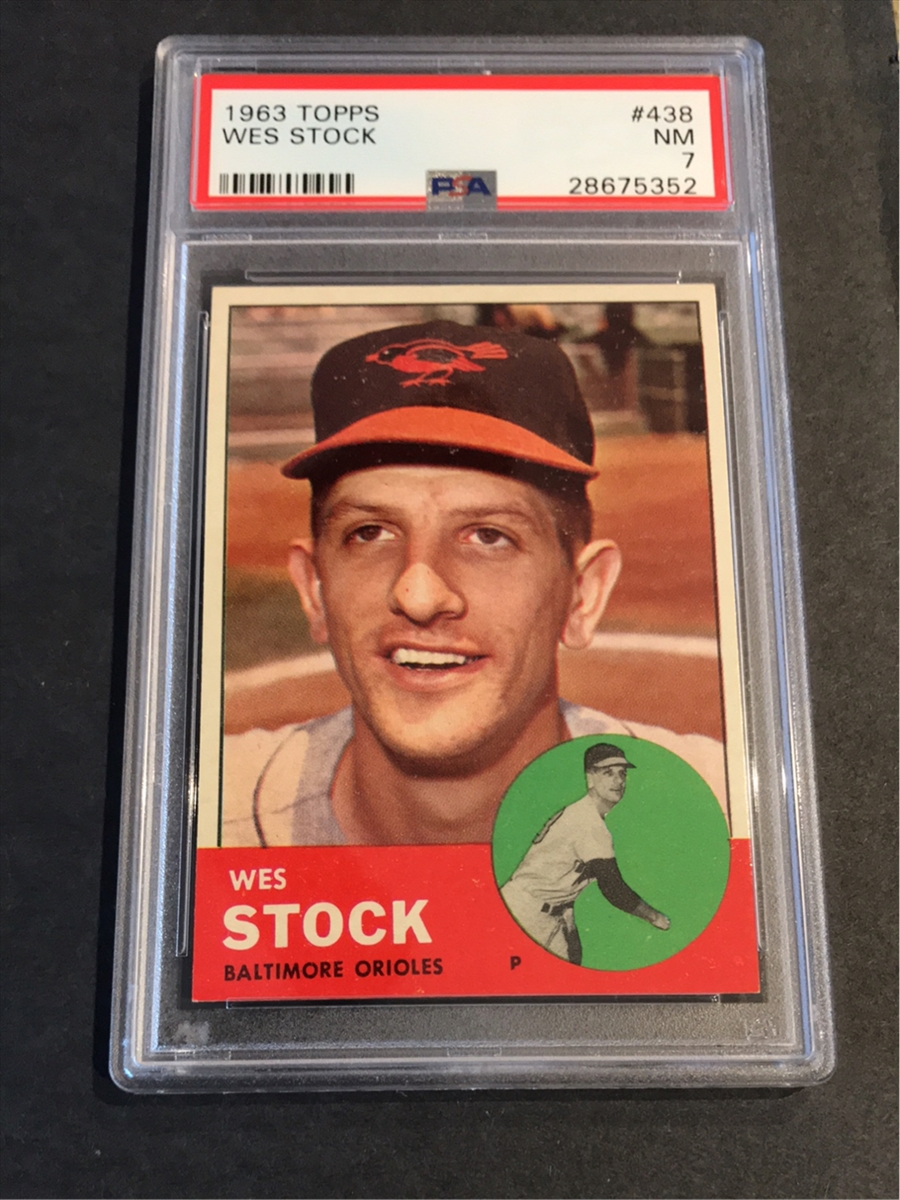 1963 TOPPS #438
WES STOCK NM
7
PSA 28675352
WES
STOCK
BALTIMORE ORIOLES P